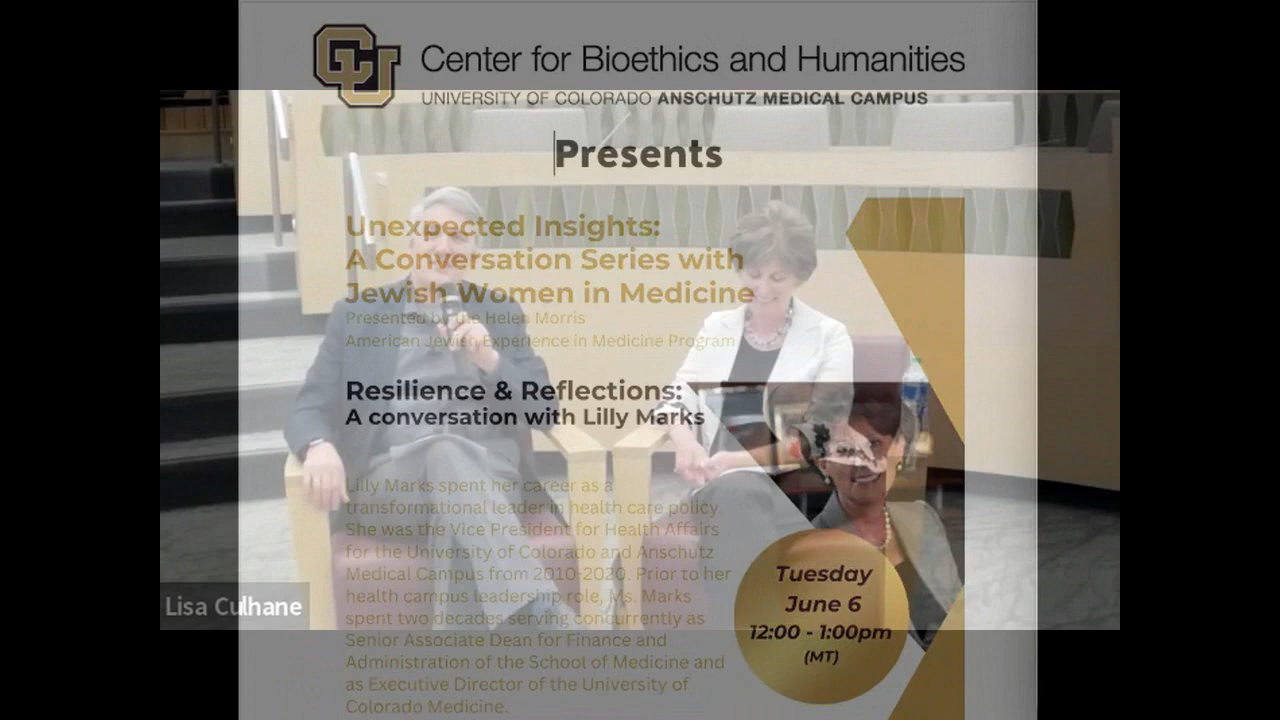 CU
Center for Bioethics and Humanities
UNIVERSITY OF COLORADO ANSCHUTZ MEDICAL CAMPUS
Presents
Unexpected Insights:
A Conversation Series with
Jewish Women in Medicine
Presented by the Helen Morris
American Jewish Experience in Medicine Program
Resilience & Reflections:
A conversation with Lilly Marks
Lilly Marks spent her career as a
transformational leader in health care policy.
She was the Vice President for Health Affairs
for the University of Colorado and Anschutz
Medical Campus from 2010-2020. Prior to her
health campus leadership role, Ms. Marks
spent two decades serving concurrently as
Senior Associate Dean for Finance and
Administration of the School of Medicine and
as Executive Director of the University of
Colorado Medicine.
Tuesday
June 6
12:00 - 1:00pm
(MT)
Lisa Culhane